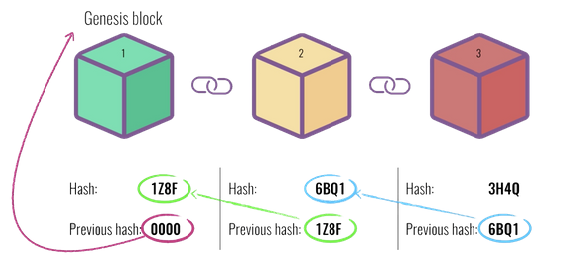 Genesis block
1
2
3
Hash: 1Z8F
Hash: 6BQ1
Hash: 3H4Q
Previous hash: 0000
Previous hash: 1Z8F
Previous hash: 6BQ1